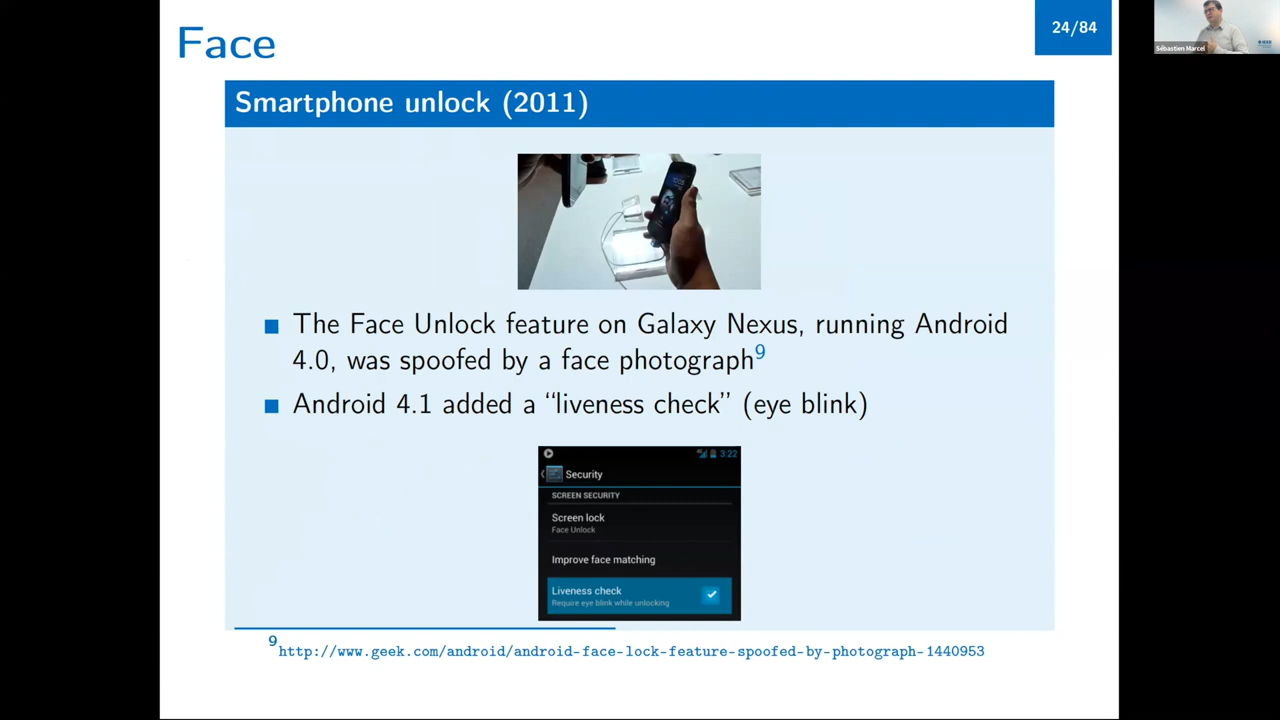 Face
24/84
Sébastien Marcel
Smartphone unlock (2011)
■ The Face Unlock feature on Galaxy Nexus, running Android
4.0, was spoofed by a face photograph9
■ Android 4.1 added a “liveness check” (eye blink)
3:22
Security
SCREEN SECURITY
Screen lock
Face Unlock
Improve face matching
Liveness check
Require eye blink while unlocking
9
http://www.geek.com/android/android-face-lock-feature-spoofed-by-photograph-1440953